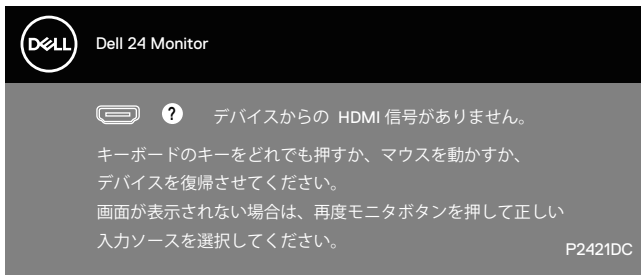 DELL Dell 24 Monitor
? デバイスからの HDMI 信号がありません。
キーボードのキーをどれでも押すか、マウスを動かすか、
デバイスを復帰させてください。
画面が表示されない場合は、再度モニタボタンを押して正しい
入力ソースを選択してください。
P2421DC